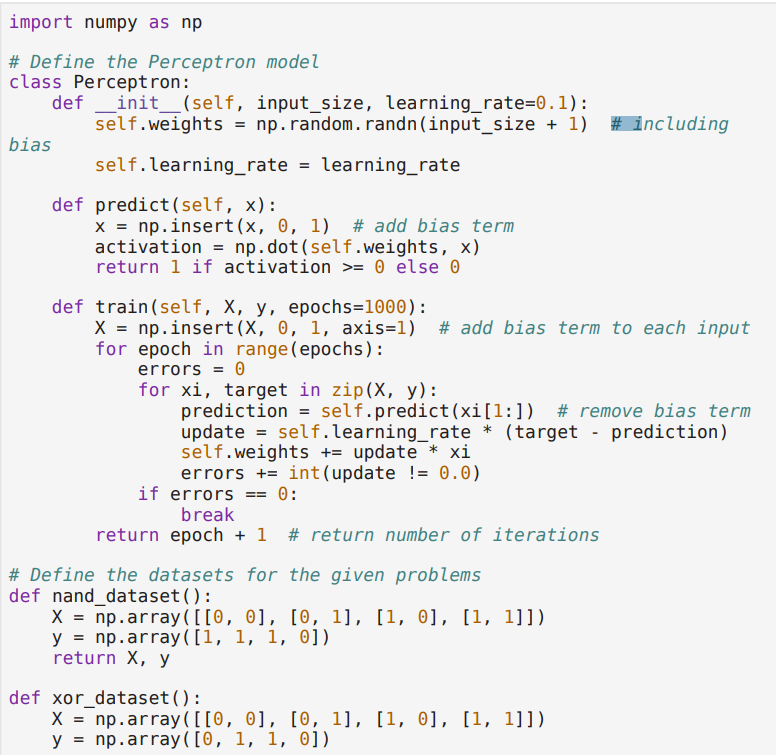 import numpy as np

# Define the Perceptron model
class Perceptron:
    def __init__(self, input_size, learning_rate=0.1):
        self.weights = np.random.randn(input_size + 1)  # including
bias
        self.learning_rate = learning_rate

    def predict(self, x):
        x = np.insert(x, 0, 1)  # add bias term
        activation = np.dot(self.weights, x)
        return 1 if activation >= 0 else 0

    def train(self, X, y, epochs=1000):
        X = np.insert(X, 0, 1, axis=1)  # add bias term to each input
        for epoch in range(epochs):
            errors = 0
            for xi, target in zip(X, y):
                prediction = self.predict(xi[1:])  # remove bias term
                update = self.learning_rate * (target - prediction)
                self.weights += update * xi
                errors += int(update != 0.0)
            if errors == 0:
                break
        return epoch + 1  # return number of iterations

# Define the datasets for the given problems
def nand_dataset():
    X = np.array([[0, 0], [0, 1], [1, 0], [1, 1]])
    y = np.array([1, 1, 1, 0])
    return X, y

def xor_dataset():
    X = np.array([[0, 0], [0, 1], [1, 0], [1, 1]])
    y = np.array([0, 1, 1, 0])